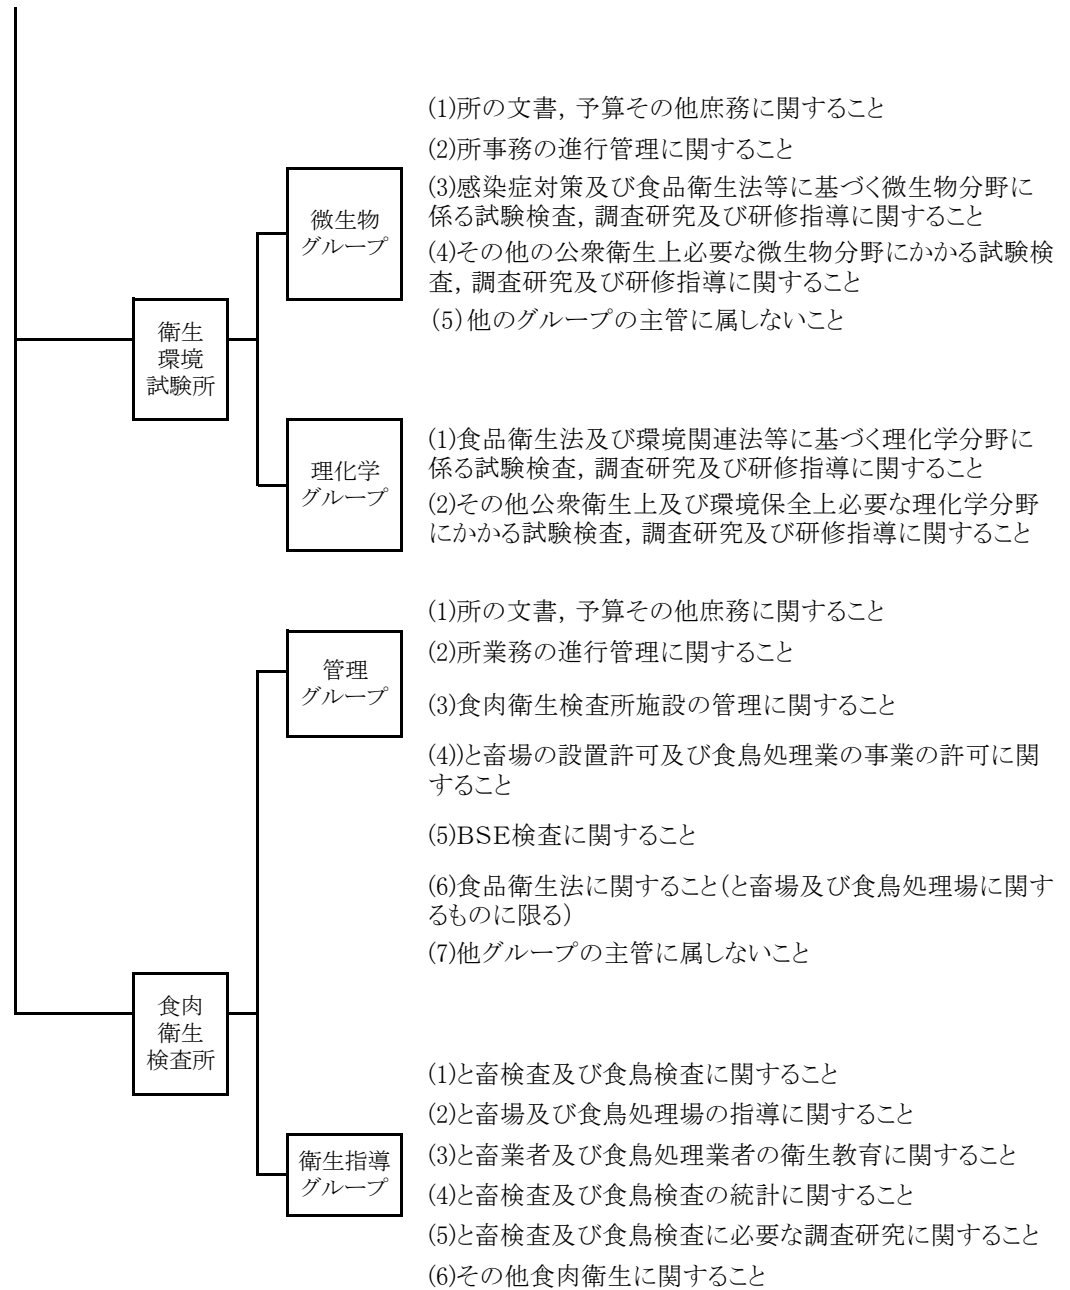 (1)所の文書，予算その他庶務に関すること
(2)所事務の進行管理に関すること
微生物
グループ
(3)感染症対策及び食品衛生法等に基づく微生物分野に
係る試験検査，調査研究及び研修指導に関すること
(4)その他の公衆衛生上必要な微生物分野にかかる試験検
査，調査研究及び研修指導に関すること
（5）他のグループの主管に属しないこと
衛生
環境
試験所
理化学
グループ
(1)食品衛生法及び環境関連法等に基づく理化学分野に
係る試験検査，調査研究及び研修指導に関すること
(2)その他公衆衛生上及び環境保全上必要な理化学分野
にかかる試験検査，調査研究及び研修指導に関すること
(1)所の文書，予算その他庶務に関すること
管理
グループ
(2)所業務の進行管理に関すること
(3)食肉衛生検査所施設の管理に関すること
(4))と畜場の設置許可及び食鳥処理業の事業の許可に関
すること
(5)BSE検査に関すること
(6)食品衛生法に関すること(と畜場及び食鳥処理場に関す
るものに限る)
(7)他グループの主管に属しないこと
食肉
衛生
検査所
(1)と畜検査及び食鳥検査に関すること
(2)と畜場及び食鳥処理場の指導に関すること
衛生指導
グループ
(3)と畜業者及び食鳥処理業者の衛生教育に関すること
(4)と畜検査及び食鳥検査の統計に関すること
(5)と畜検査及び食鳥検査に必要な調査研究に関すること
(6)その他食肉衛生に関すること